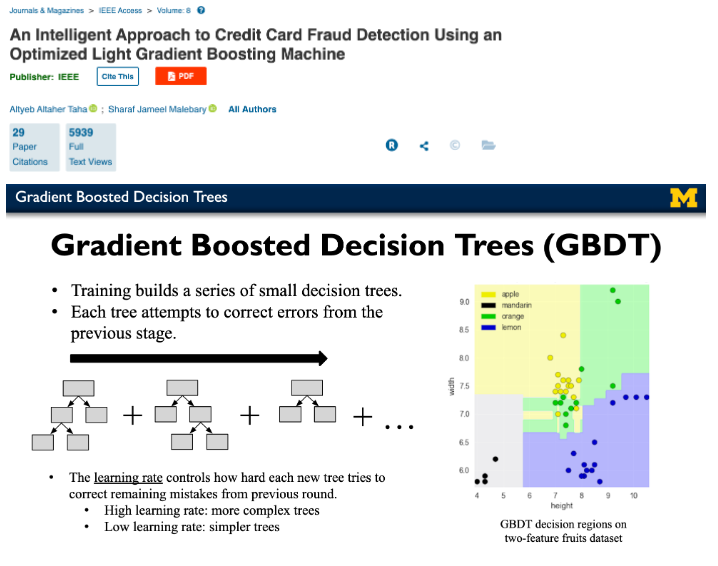 Journals & Magazines > IEEE Access > Volume: 8 ?
An Intelligent Approach to Credit Card Fraud Detection Using an
Optimized Light Gradient Boosting Machine
Publisher: IEEE Cite This PDF
Altyeb Altaher Taha iD ; Sharaf Jameel Malebary iD All Authors
29 5939
Paper Full
Citations Text Views
R ©
Gradient Boosted Decision Trees M
Gradient Boosted Decision Trees (GBDT)
• Training builds a series of small decision trees.
• Each tree attempts to correct errors from the
previous stage.
+ + + ...
• The learning rate controls how hard each new tree tries to
correct remaining mistakes from previous round.
• High learning rate: more complex trees
• Low learning rate: simpler trees
apple
mandarin
orange
lemon
9.0
8.5
8.0
7.5
7.0
6.5
6.0
width
4 5 6 7 8 9 10
height
GBDT decision regions on
two-feature fruits dataset